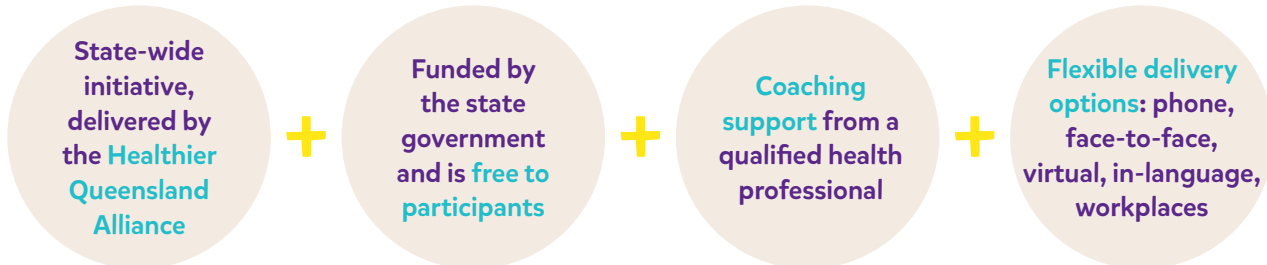 State-wide
initiative,
delivered by
the Healthier
Queensland
Alliance
+
Funded by
the state
government
and is free to
participants
+
Coaching
support from a
qualified health
professional
+
Flexible delivery
options: phone,
face-to-face,
virtual, in-language,
workplaces